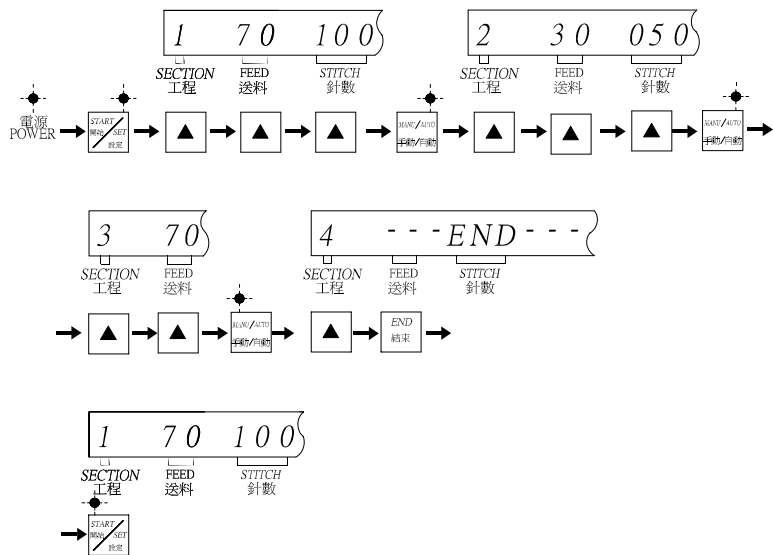 1 70 100
SECTION FEED STITCH
工程 送料 針數
2 30 050
SECTION FEED STITCH
工程 送料 針數
電源
POWER
START
開始 / SET
設定
▲
▲
▲
MANU/AUTO
手動/自動
▲
▲
▲
MANU/AUTO
手動/自動
3 70
SECTION FEED
工程 送料
4 ---END---
SECTION FEED STITCH
工程 送料 針數
▲
▲
MANU/AUTO
手動/自動
▲
END
結束
1 70 100
SECTION FEED STITCH
工程 送料 針數
START
開始 / SET
設定